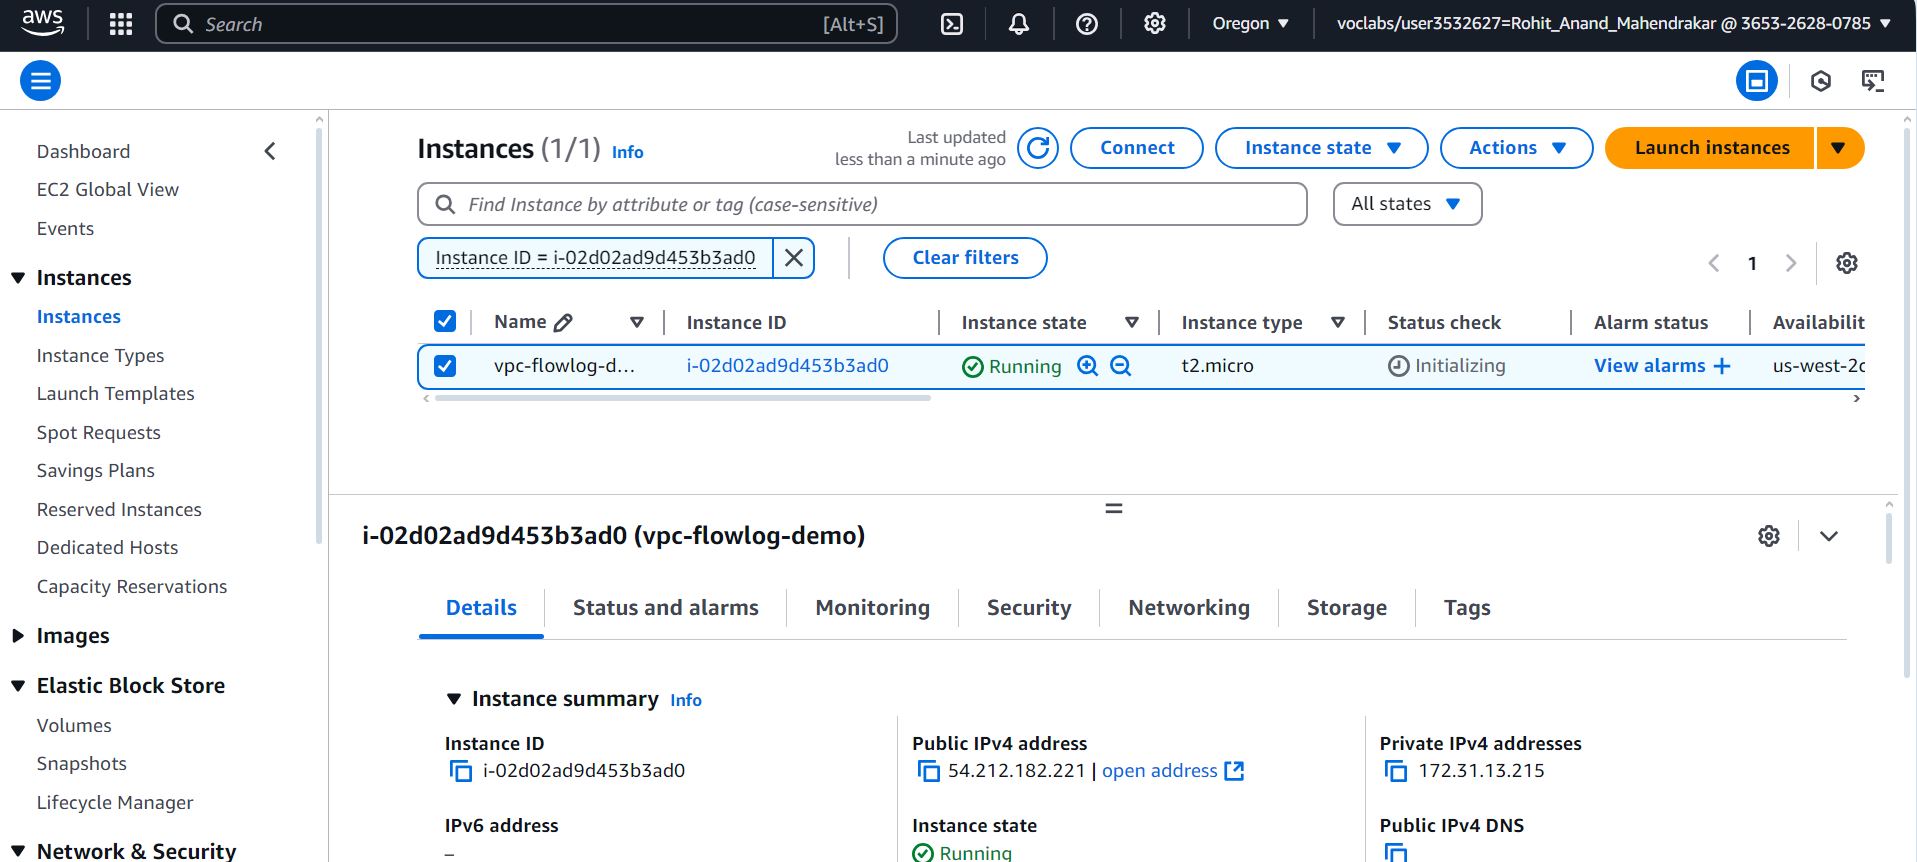 aws
Search [Alt+S]
Oregon
voclabs/user3532627=Rohit_Anand_Mahendrakar @ 3653-2628-0785
Dashboard
EC2 Global View
Events
Instances
Instances
Instance Types
Launch Templates
Spot Requests
Savings Plans
Reserved Instances
Dedicated Hosts
Capacity Reservations
Images
Elastic Block Store
Volumes
Snapshots
Lifecycle Manager
Network & Security
Instances (1/1) Info
Last updated
less than a minute ago
Connect
Instance state
Actions
Launch instances
Find Instance by attribute or tag (case-sensitive)
All states
Instance ID = i-02d02ad9d453b3ad0
Clear filters
1
Name Instance ID Instance state Instance type Status check Alarm status Availabilit
vpc-flowlog-d... i-02d02ad9d453b3ad0 Running t2.micro Initializing View alarms + us-west-2c
i-02d02ad9d453b3ad0 (vpc-flowlog-demo)
Details Status and alarms Monitoring Security Networking Storage Tags
Instance summary Info
Instance ID
i-02d02ad9d453b3ad0
Public IPv4 address
54.212.182.221 | open address
Private IPv4 addresses
172.31.13.215
IPv6 address
–
Instance state
Running
Public IPv4 DNS